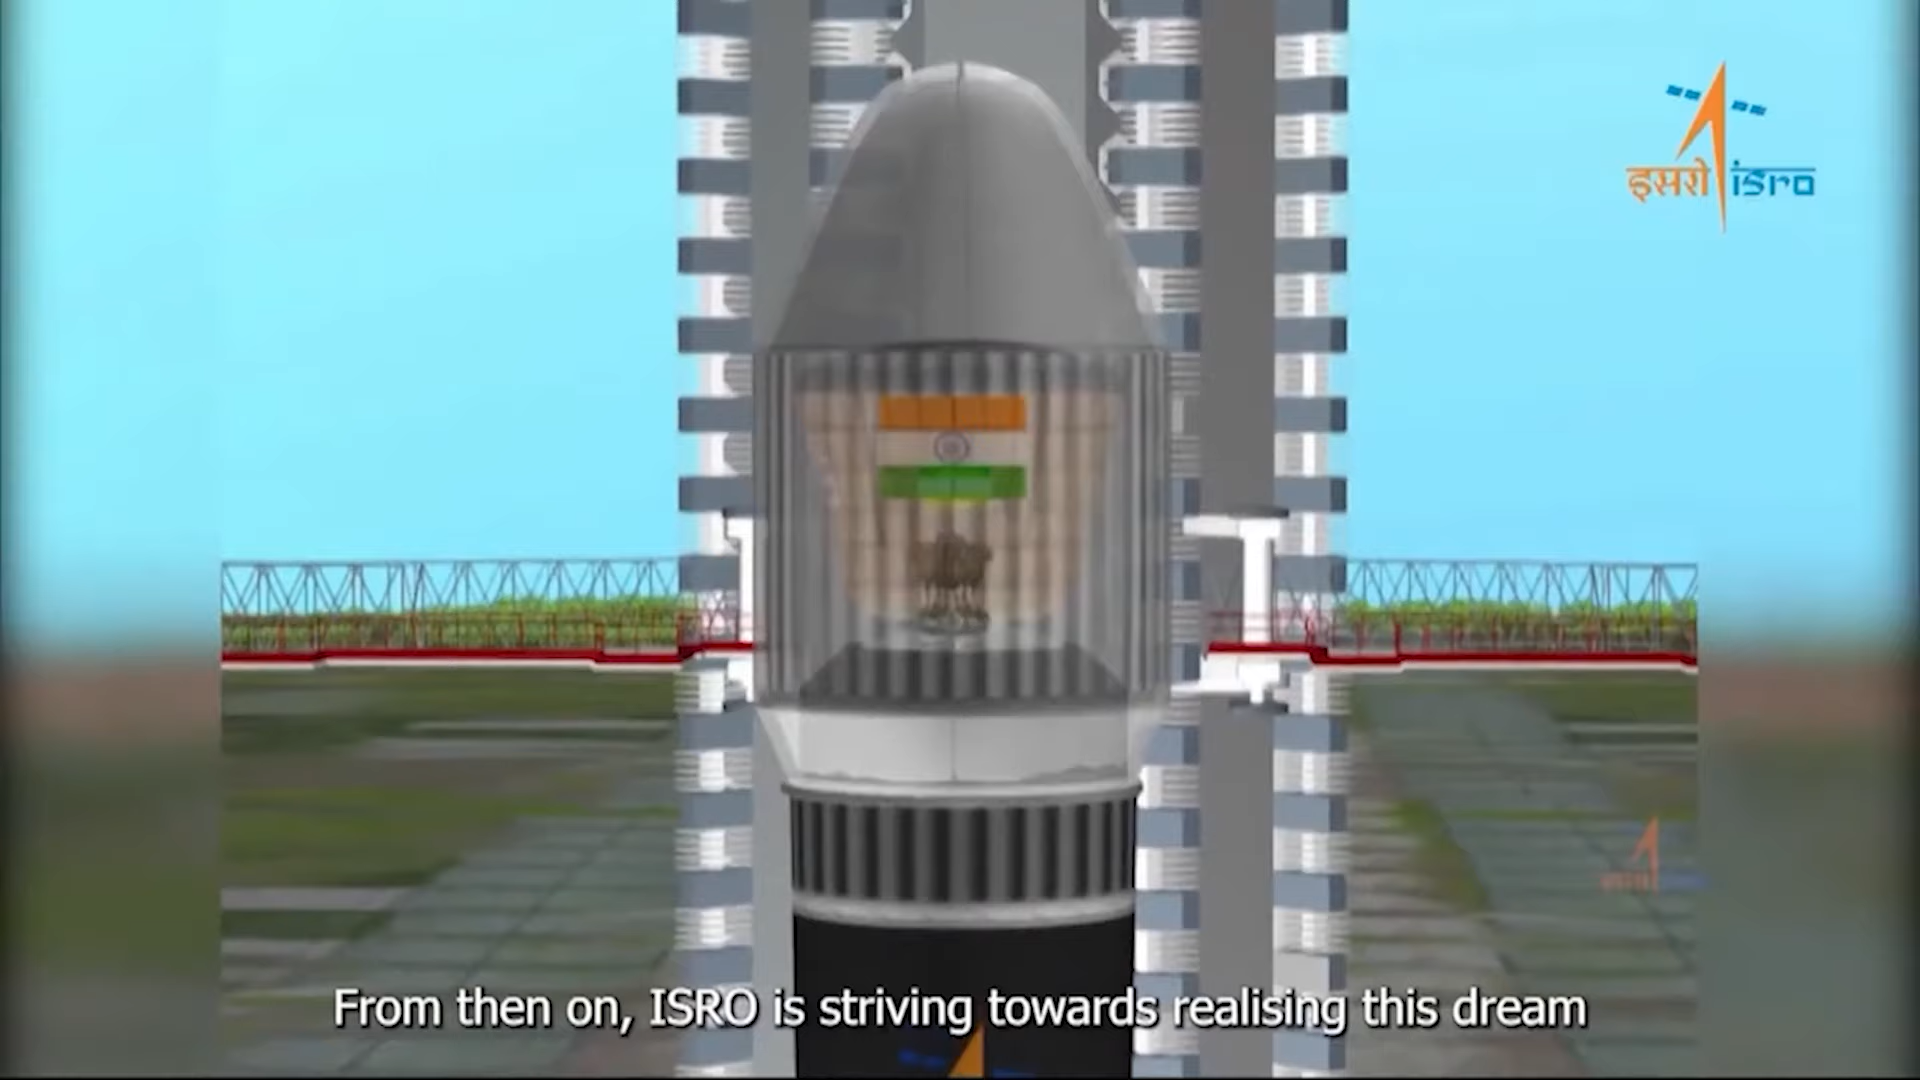 इसरो isro
From then on, ISRO is striving towards realising this dream